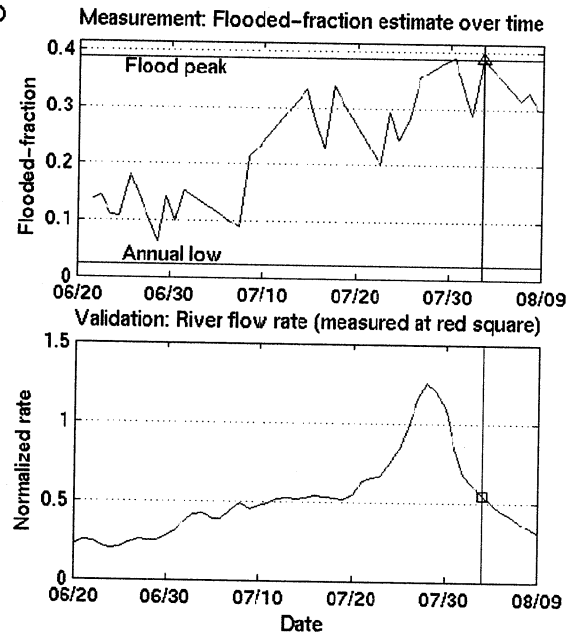 Measurement: Flooded-fraction estimate over time
0.4
Flood peak
0.3
Flooded-fraction
0.2
0.1
Annual low
0
06/20 06/30 07/10 07/20 07/30 08/09
Validation: River flow rate (measured at red square)
1.5
1
Normalized rate
0.5
0
06/20 06/30 07/10 07/20 07/30 08/09
Date